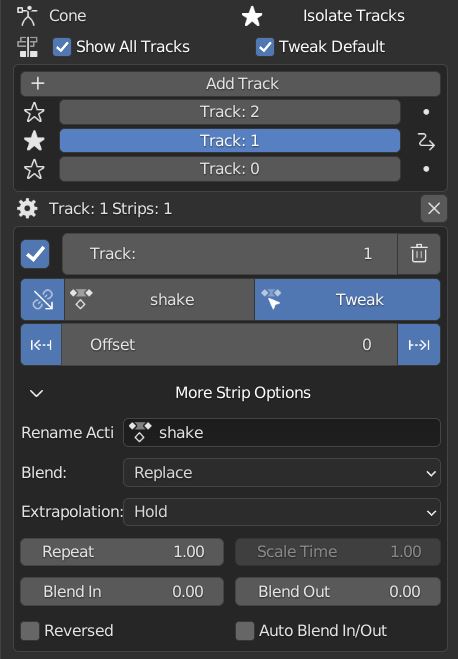 Cone Isolate Tracks
Show All Tracks Tweak Default
+ Add Track
Track: 2
Track: 1
Track: 0
Track: 1 Strips: 1
Track: 1
shake Tweak
Offset 0
More Strip Options
Rename Acti shake
Blend: Replace
Extrapolation: Hold
Repeat 1.00 Scale Time 1.00
Blend In 0.00 Blend Out 0.00
Reversed Auto Blend In/Out